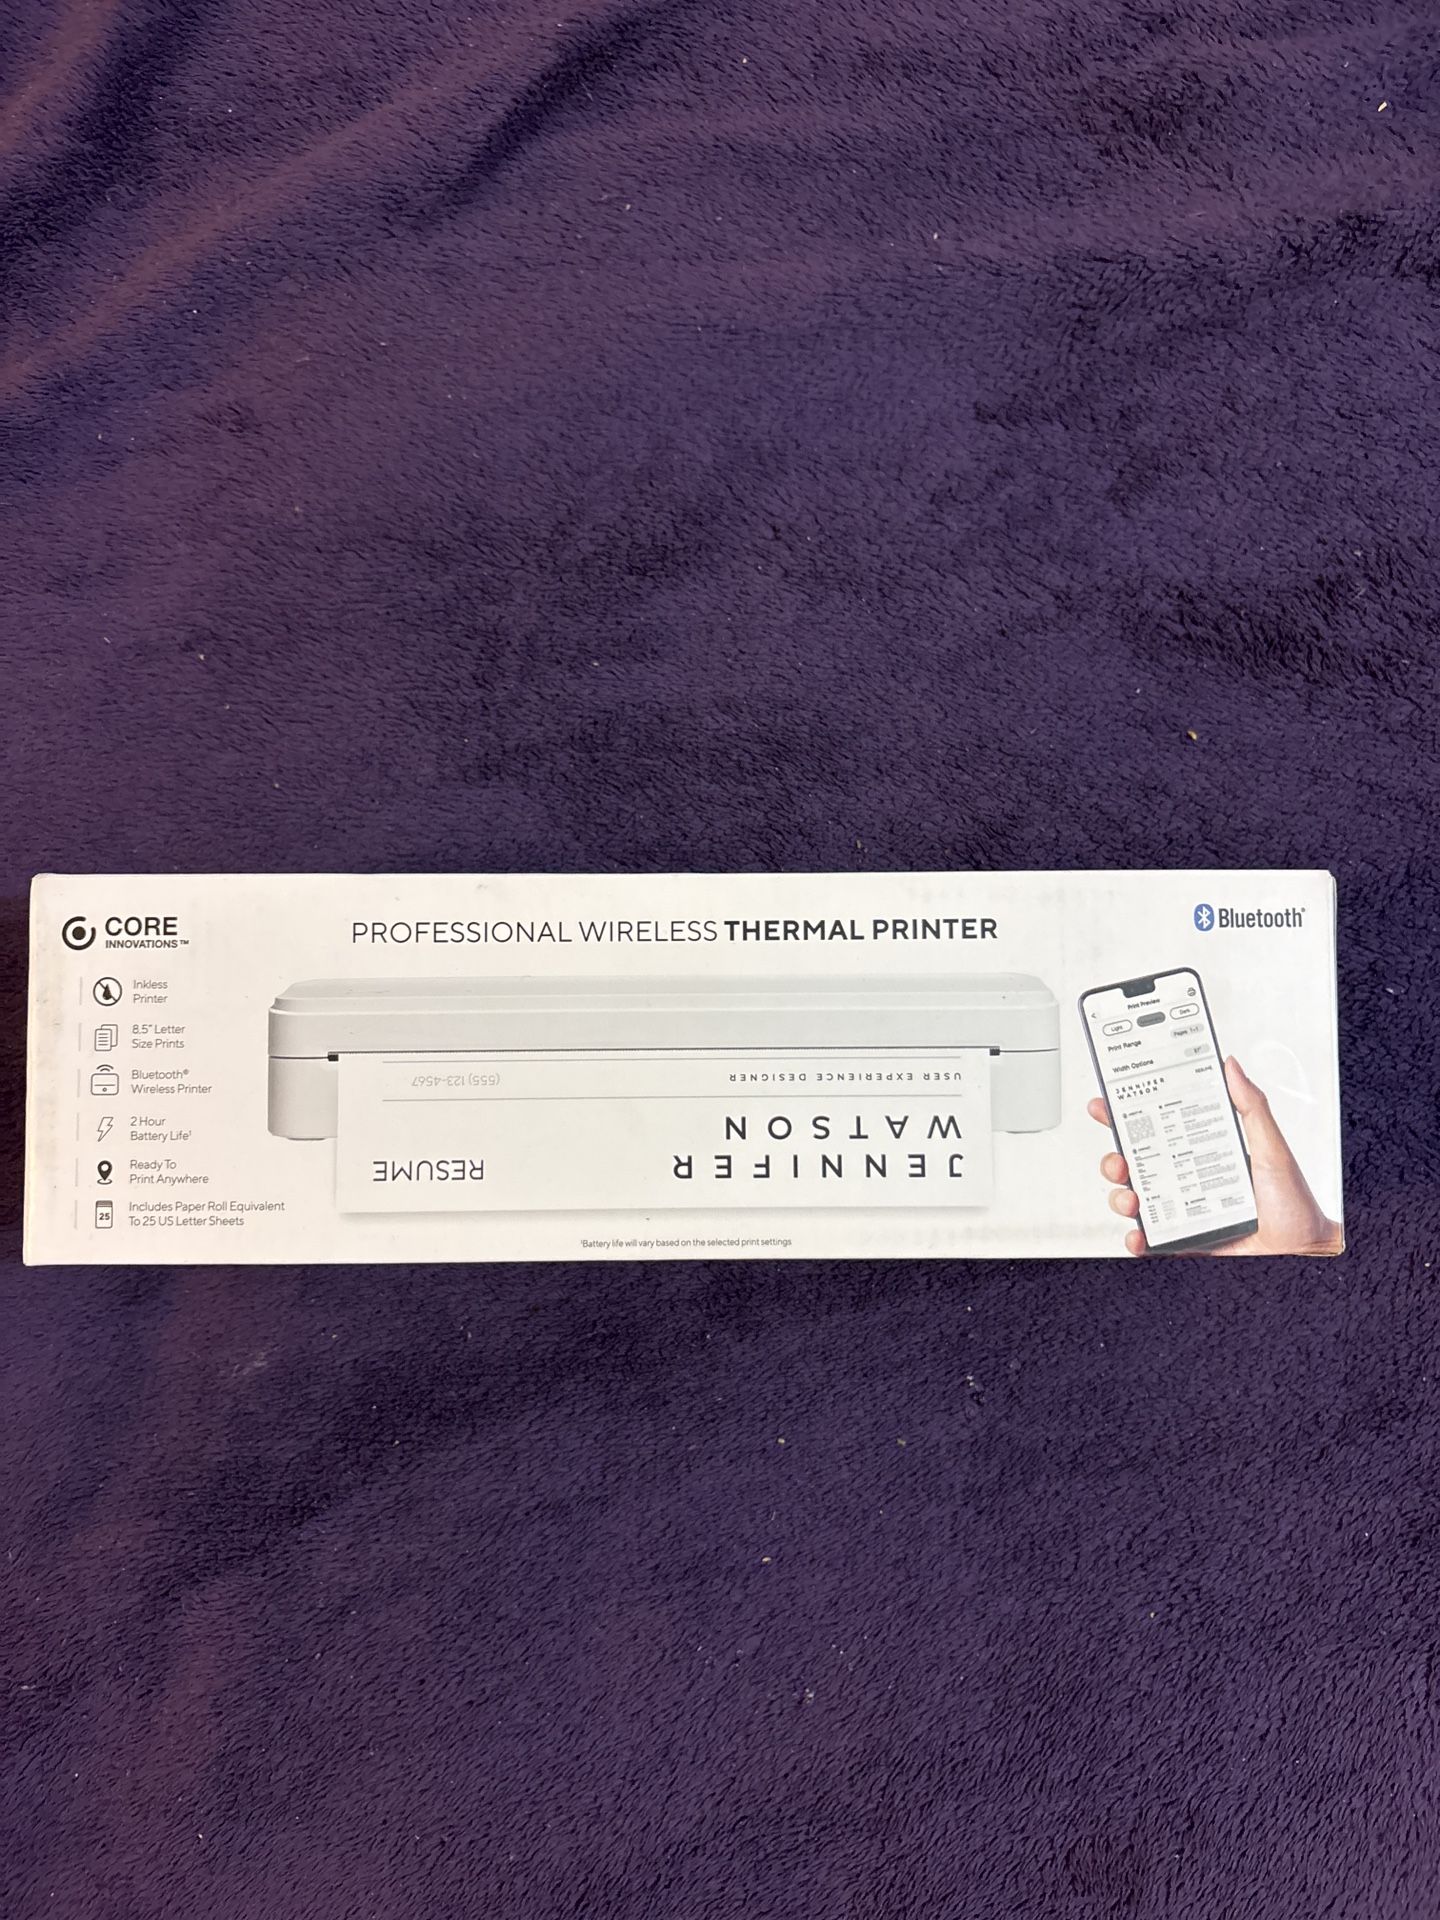 CORE
INNOVATIONS™
PROFESSIONAL WIRELESS THERMAL PRINTER
Bluetooth®
Inkless
Printer
8.5" Letter
Size Prints
Bluetooth®
Wireless Printer
2 Hour
Battery Life¹
Ready To
Print Anywhere
25
Includes Paper Roll Equivalent
To 25 US Letter Sheets
JENNIFER
WATSON
RESUME
USER EXPERIENCE DESIGNER
(555) 123-4567
Print Preview
Light
Dark
Print Range
Pages 1-1
Width Options
JENNIFER
WATSON
RESUME
¹Battery life will vary based on the selected print settings